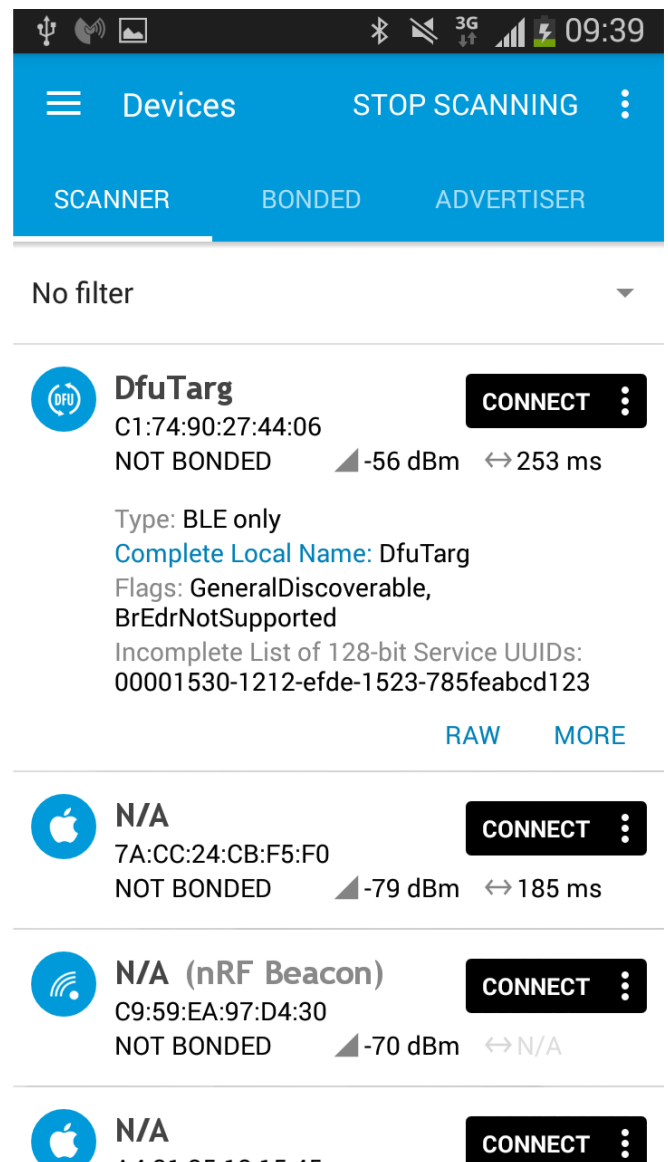 3G 09:39
Devices STOP SCANNING
SCANNER BONDED ADVERTISER
No filter
DFU DfuTarg CONNECT
C1:74:90:27:44:06
NOT BONDED -56 dBm 253 ms
Type: BLE only
Complete Local Name: DfuTarg
Flags: GeneralDiscoverable,
BrEdrNotSupported
Incomplete List of 128-bit Service UUIDs:
00001530-1212-efde-1523-785feabcd123
RAW MORE
N/A CONNECT
7A:CC:24:CB:F5:F0
NOT BONDED -79 dBm 185 ms
N/A (nRF Beacon) CONNECT
C9:59:EA:97:D4:30
NOT BONDED -70 dBm N/A
N/A CONNECT